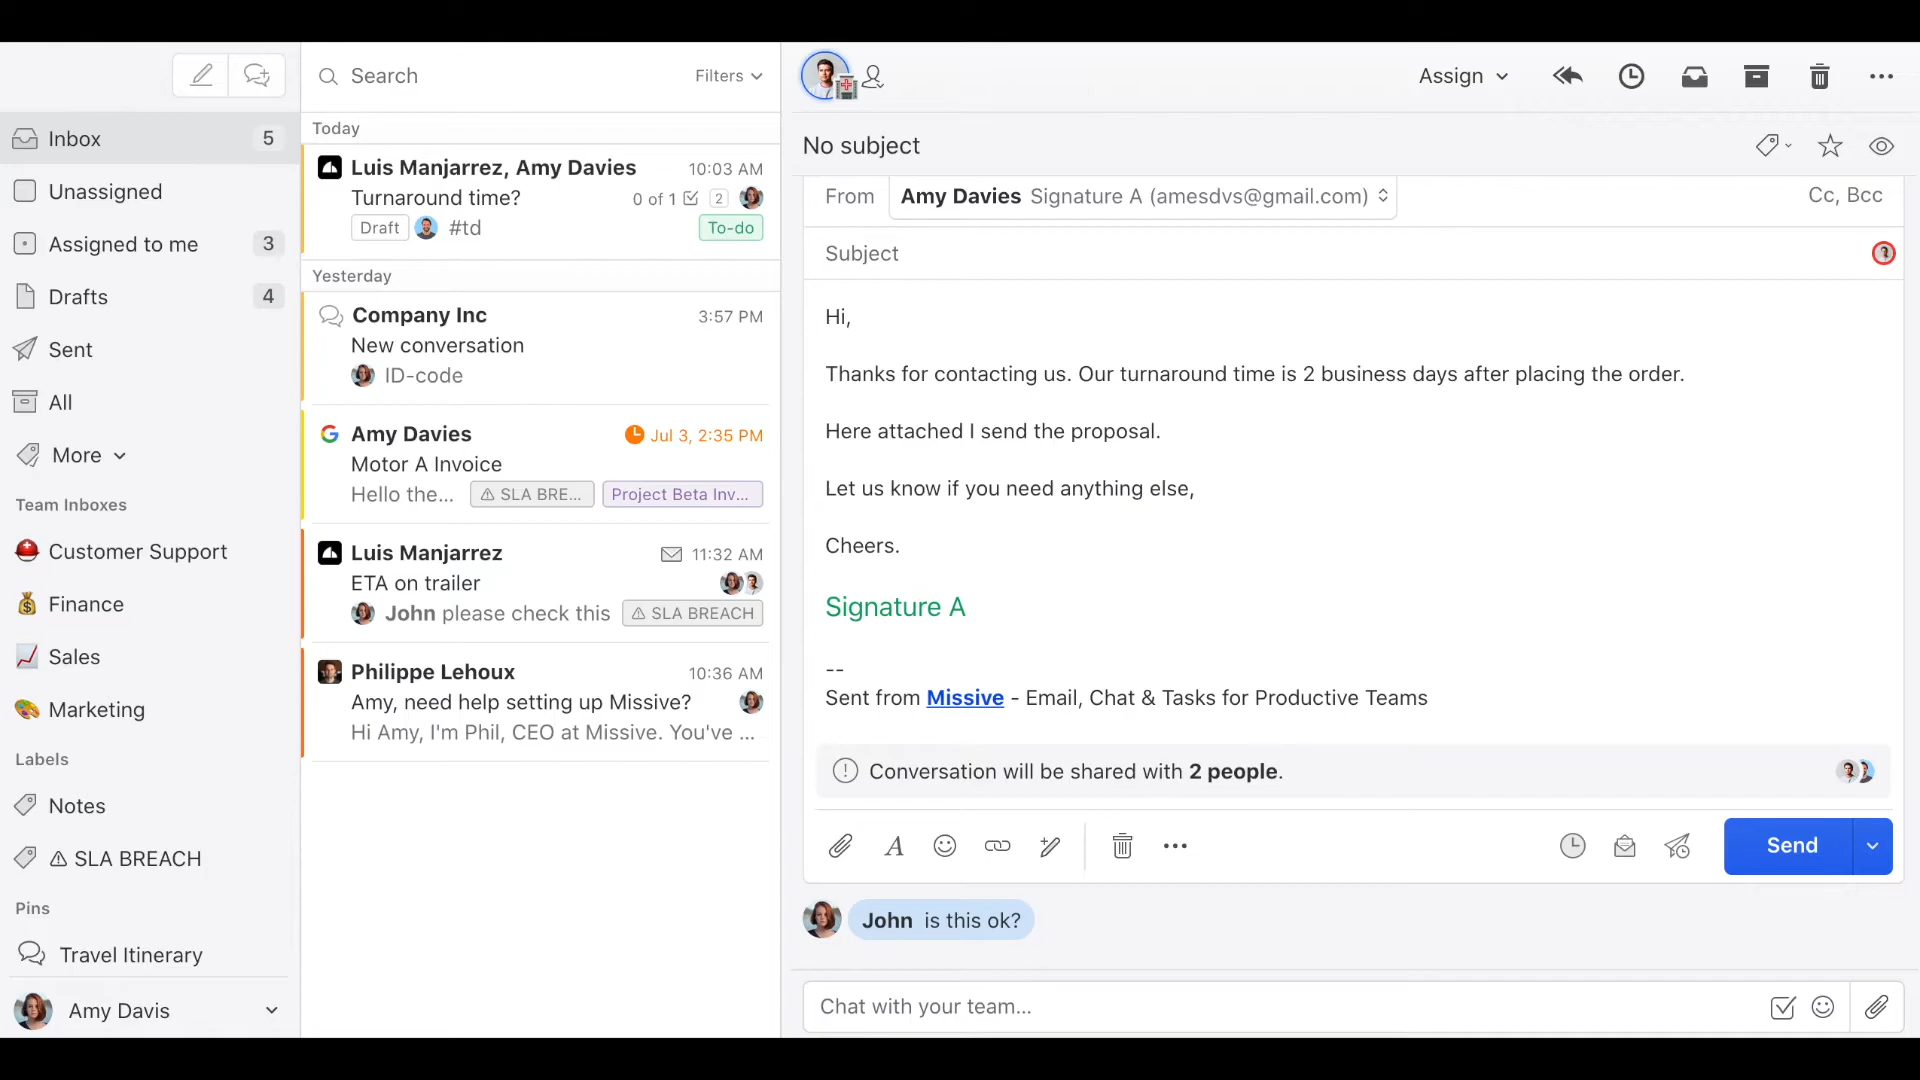 Search
Filters
Assign
Inbox 5
Unassigned
Assigned to me 3
Drafts 4
Sent
All
More
Team Inboxes
Customer Support
Finance
Sales
Marketing
Labels
Notes
SLA BREACH
Pins
Travel Itinerary
Amy Davis
Today
Luis Manjarrez, Amy Davies 10:03 AM
Turnaround time? 0 of 1 2
Draft #td To-do
Yesterday
Company Inc 3:57 PM
New conversation
ID-code
Amy Davies Jul 3, 2:35 PM
Motor A Invoice
Hello the... SLA BRE... Project Beta Inv...
Luis Manjarrez 11:32 AM
ETA on trailer
John please check this SLA BREACH
Philippe Lehoux 10:36 AM
Amy, need help setting up Missive?
Hi Amy, I'm Phil, CEO at Missive. You've ...
No subject
From Amy Davies Signature A (amesdvs@gmail.com) Cc, Bcc
Subject
Hi,
Thanks for contacting us. Our turnaround time is 2 business days after placing the order.
Here attached I send the proposal.
Let us know if you need anything else,
Cheers.
Signature A
--
Sent from Missive - Email, Chat & Tasks for Productive Teams
Conversation will be shared with 2 people.
Send
John is this ok?
Chat with your team...